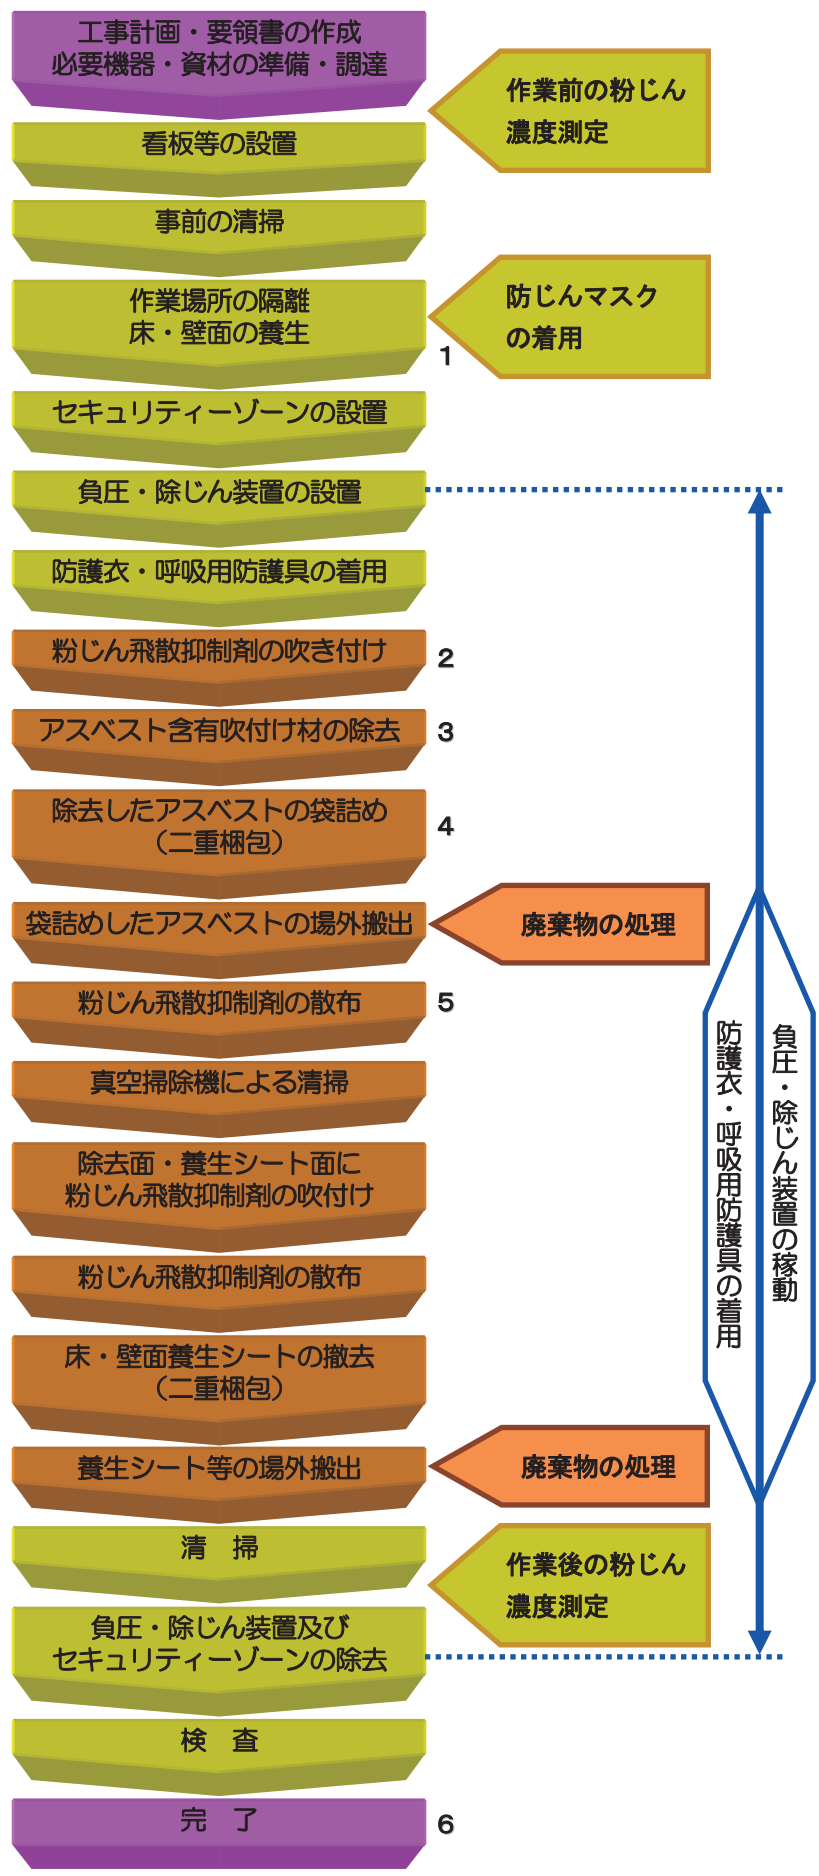 工事計画・要領書の作成
必要機器・資材の準備・調達
作業前の粉じん
濃度測定
看板等の設置
事前の清掃
作業場所の隔離
床・壁面の養生
1
防じんマスク
の着用
セキュリティーゾーンの設置
負圧・除じん装置の設置
防護衣・呼吸用防護具の着用
粉じん飛散抑制剤の吹き付け
2
アスベスト含有吹付け材の除去
3
除去したアスベストの袋詰め
（二重梱包）
4
袋詰めしたアスベストの場外搬出
廃棄物の処理
粉じん飛散抑制剤の散布
5
真空掃除機による清掃
除去面・養生シート面に
粉じん飛散抑制剤の吹付け
粉じん飛散抑制剤の散布
床・壁面養生シートの撤去
（二重梱包）
養生シート等の場外搬出
廃棄物の処理
負圧・除じん装置の稼動
防護衣・呼吸用防護具の着用
清　掃
作業後の粉じん
濃度測定
負圧・除じん装置及び
セキュリティーゾーンの除去
検　査
完　了
6